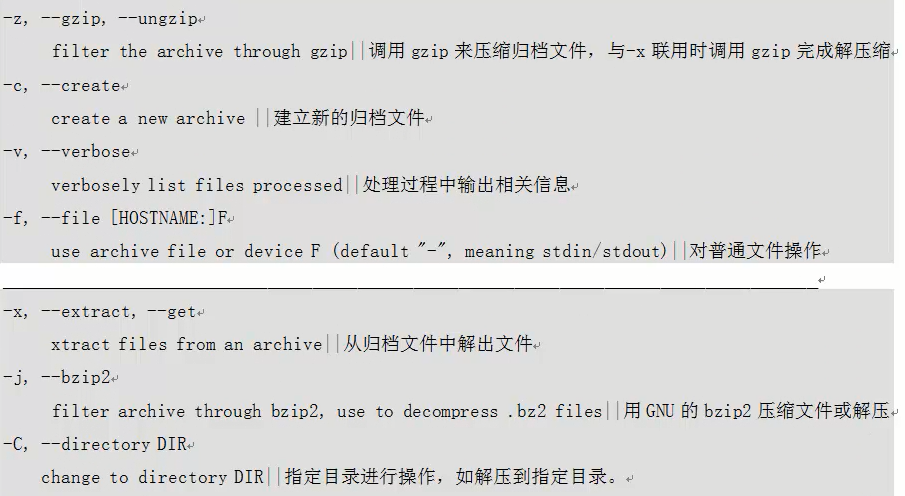 -z, --gzip, --ungzip
filter the archive through gzip||调用 gzip 来压缩归档文件，与-x 联用时调用 gzip 完成解压缩
-c, --create
create a new archive ||建立新的归档文件
-v, --verbose
verbosely list files processed||处理过程中输出相关信息
-f, --file [HOSTNAME:]F
use archive file or device F (default "-", meaning stdin/stdout)||对普通文件操作
-x, --extract, --get
xtract files from an archive||从归档文件中解出文件
-j, --bzip2
filter archive through bzip2, use to decompress .bz2 files||用 GNU 的 bzip2 压缩文件或解压
-C, --directory DIR
change to directory DIR||指定目录进行操作，如解压到指定目录。